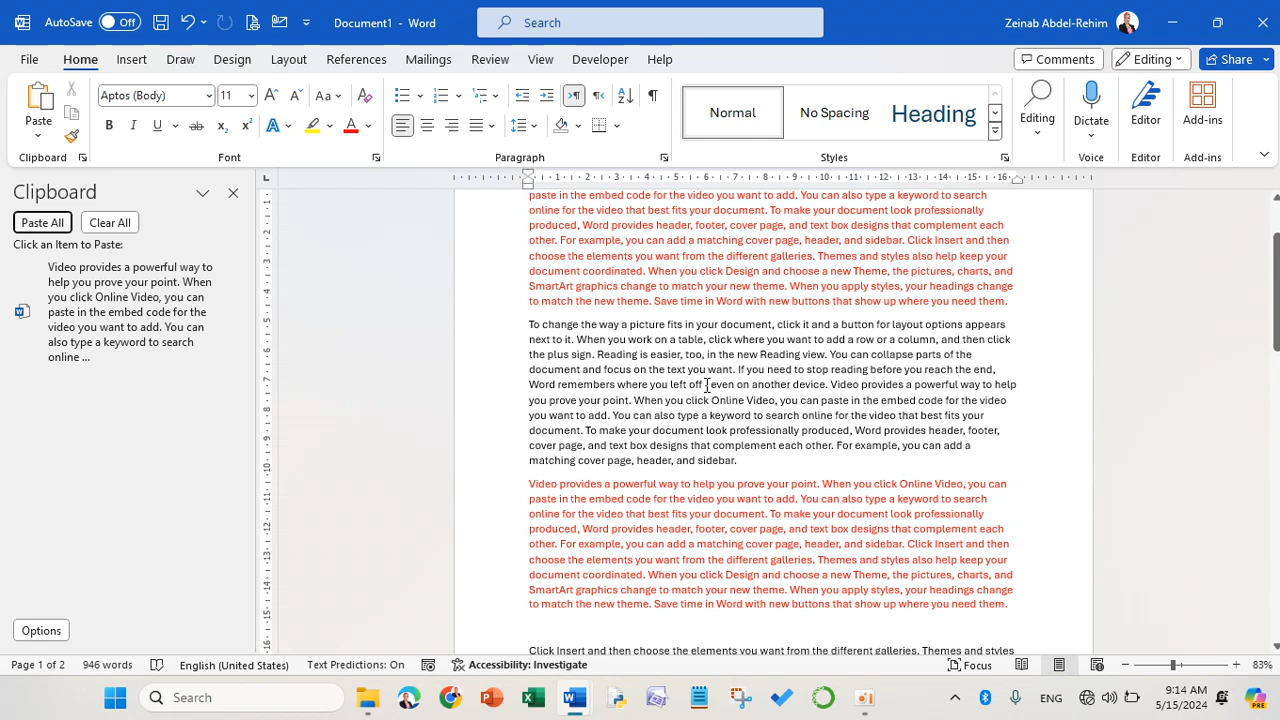 AutoSave Off Document1 - Word Search Zeinab Abdel-Rehim
File Home Insert Draw Design Layout References Mailings Review View Developer Help Comments Editing Share
Paste Aptos (Body) 11 Normal No Spacing Heading Editing Dictate Editor Add-ins
Clipboard Font Paragraph Styles Voice Editor Add-ins
Clipboard
Paste All Clear All
Click an Item to Paste:
Video provides a powerful way to
help you prove your point. When
you click Online Video, you can
paste in the embed code for the
video you want to add. You can
also type a keyword to search
online ...
Options
paste in the embed code for the video you want to add. You can also type a keyword to search
online for the video that best fits your document. To make your document look professionally
produced, Word provides header, footer, cover page, and text box designs that complement each
other. For example, you can add a matching cover page, header, and sidebar. Click Insert and then
choose the elements you want from the different galleries. Themes and styles also help keep your
document coordinated. When you click Design and choose a new Theme, the pictures, charts, and
SmartArt graphics change to match your new theme. When you apply styles, your headings change
to match the new theme. Save time in Word with new buttons that show up where you need them.
To change the way a picture fits in your document, click it and a button for layout options appears
next to it. When you work on a table, click where you want to add a row or a column, and then click
the plus sign. Reading is easier, too, in the new Reading view. You can collapse parts of the
document and focus on the text you want. If you need to stop reading before you reach the end,
Word remembers where you left off - even on another device. Video provides a powerful way to help
you prove your point. When you click Online Video, you can paste in the embed code for the video
you want to add. You can also type a keyword to search online for the video that best fits your
document. To make your document look professionally produced, Word provides header, footer,
cover page, and text box designs that complement each other. For example, you can add a
matching cover page, header, and sidebar.
Video provides a powerful way to help you prove your point. When you click Online Video, you can
paste in the embed code for the video you want to add. You can also type a keyword to search
online for the video that best fits your document. To make your document look professionally
produced, Word provides header, footer, cover page, and text box designs that complement each
other. For example, you can add a matching cover page, header, and sidebar. Click Insert and then
choose the elements you want from the different galleries. Themes and styles also help keep your
document coordinated. When you click Design and choose a new Theme, the pictures, charts, and
SmartArt graphics change to match your new theme. When you apply styles, your headings change
to match the new theme. Save time in Word with new buttons that show up where you need them.
Click Insert and then choose the elements you want from the different galleries. Themes and styles
Page 1 of 2 946 words English (United States) Text Predictions: On Accessibility: Investigate Focus 83%
Search ENG 9:14 AM
5/15/2024